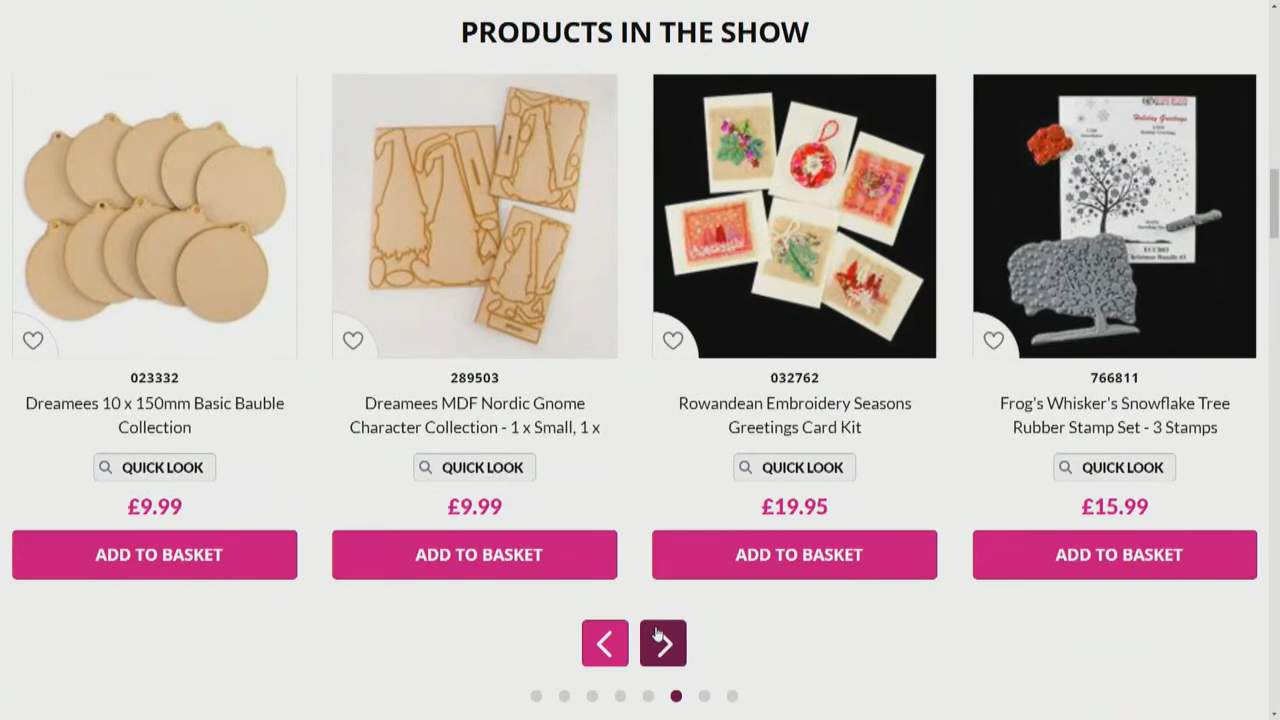 PRODUCTS IN THE SHOW
Holiday Greetings
023332
Dreamees 10 x 150mm Basic Bauble
Collection
QUICK LOOK
£9.99
ADD TO BASKET
289503
Dreamees MDF Nordic Gnome
Character Collection - 1 x Small, 1 x
QUICK LOOK
£9.99
ADD TO BASKET
032762
Rowandean Embroidery Seasons
Greetings Card Kit
QUICK LOOK
£19.95
ADD TO BASKET
766811
Frog's Whisker's Snowflake Tree
Rubber Stamp Set - 3 Stamps
QUICK LOOK
£15.99
ADD TO BASKET